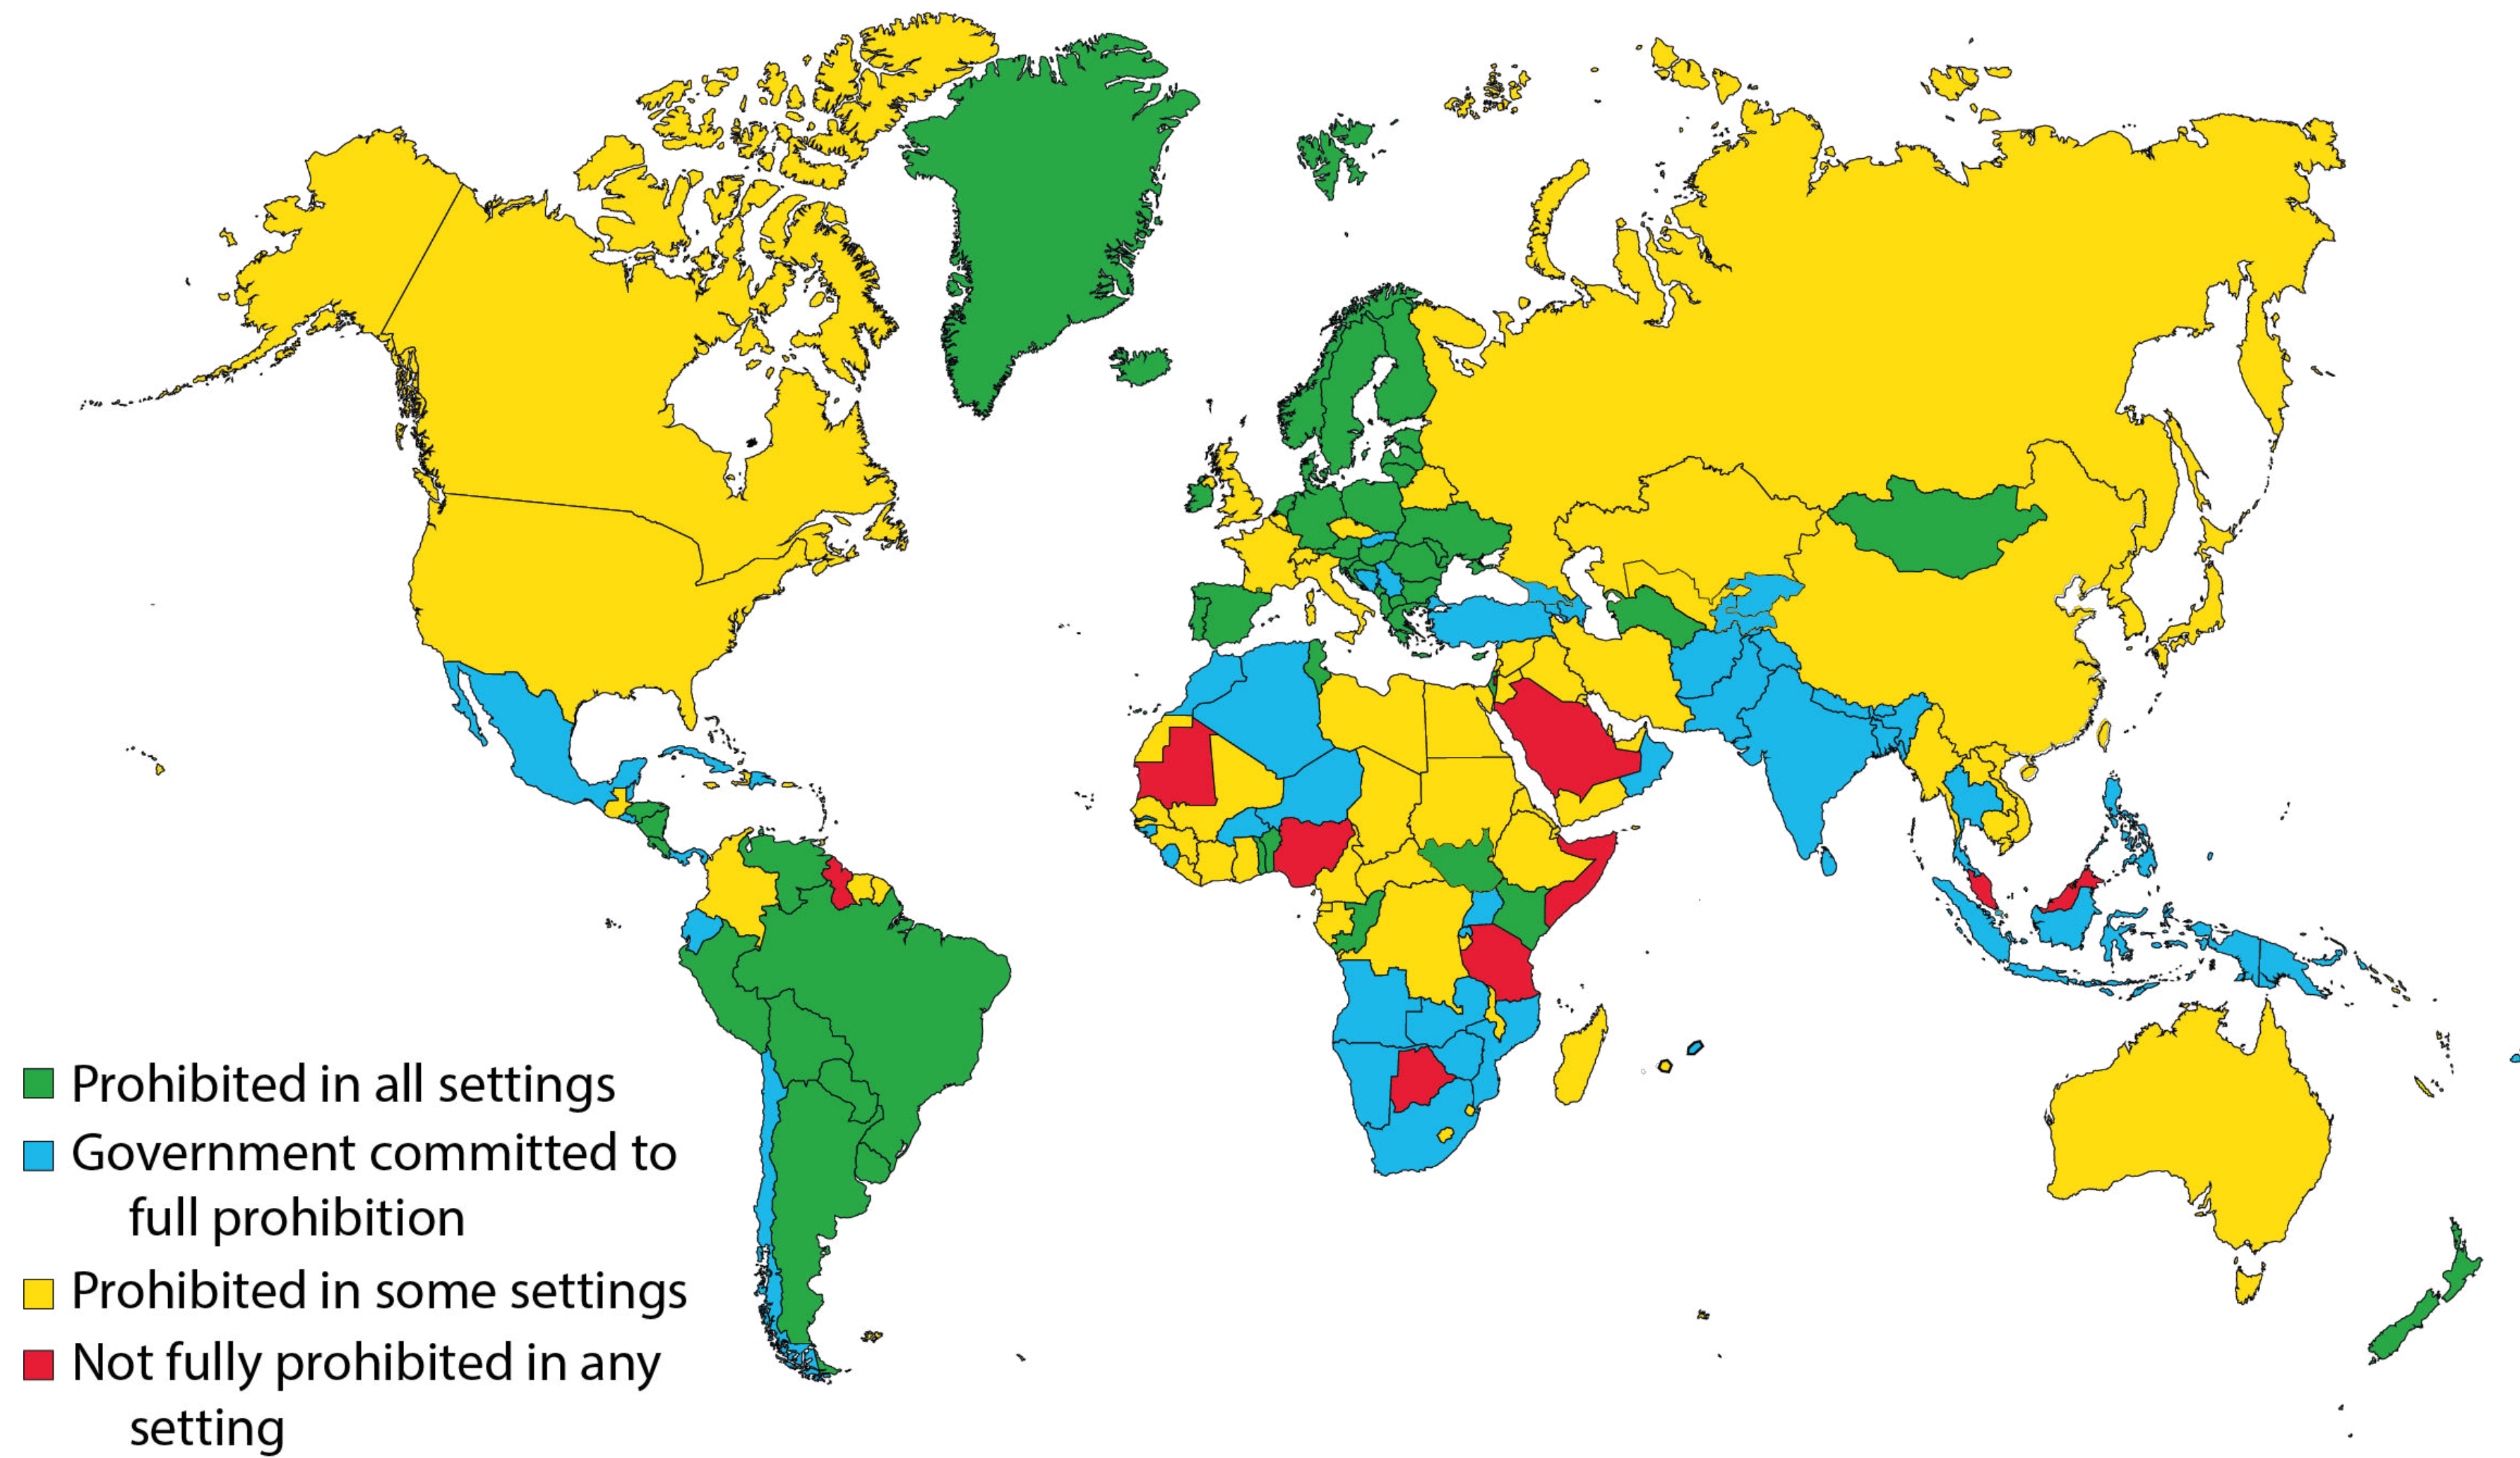 Prohibited in all settings
Government committed to
full prohibition
Prohibited in some settings
Not fully prohibited in any
setting